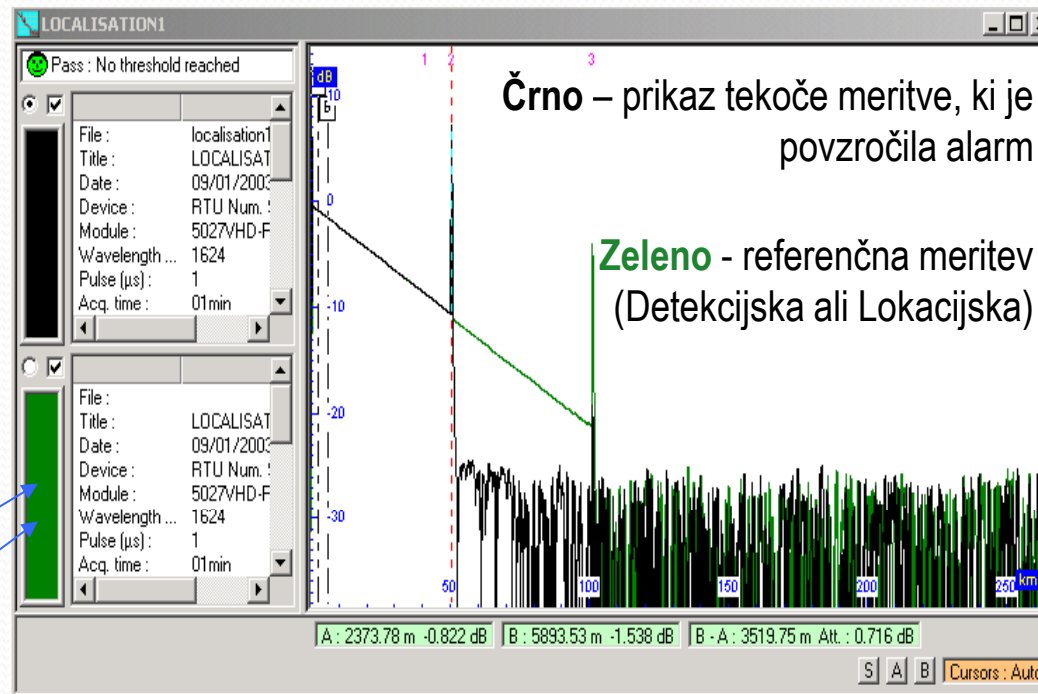 LOCALISATION1
Pass : No threshold reached
File : localisation1
Title : LOCALISAT
Date : 09/01/2003
Device : RTU Num.
Module : 5027VHD-F
Wavelength ... 1624
Pulse (µs) : 1
Acq. time : 01min
File :
Title : LOCALISAT
Date : 09/01/2003
Device : RTU Num.
Module : 5027VHD-F
Wavelength ... 1624
Pulse (µs) : 1
Acq. time : 01min
1 2 3
dB
10
0
-10
-20
-30
50 100 150 200 250 km
Črno – prikaz tekoče meritve, ki je
povzročila alarm
Zeleno - referenčna meritev
(Detekcijska ali Lokacijska)
A : 2373.78 m -0.822 dB B : 5893.53 m -1.538 dB B - A : 3519.75 m Att. : 0.716 dB
S A B Cursors : Auto